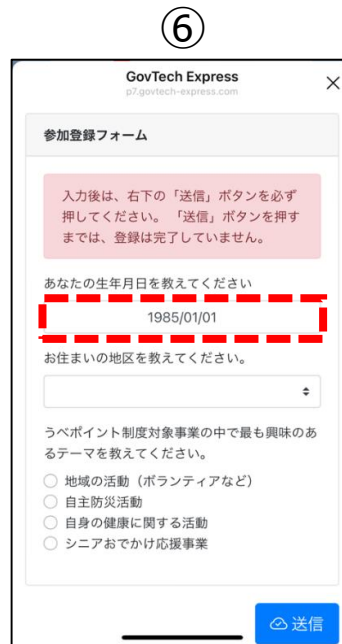 ⑥
GovTech Express
p7.govtech-express.com
参加登録フォーム
入力後は、右下の「送信」ボタンを必ず
押してください。「送信」ボタンを押す
までは、登録は完了していません。
あなたの生年月日を教えてください
1985/01/01
お住まいの地区を教えてください。
うべポイント制度対象事業の中で最も興味のあ
るテーマを教えてください。
地域の活動（ボランティアなど）
自主防災活動
自身の健康に関する活動
シニアおでかけ応援事業
送信